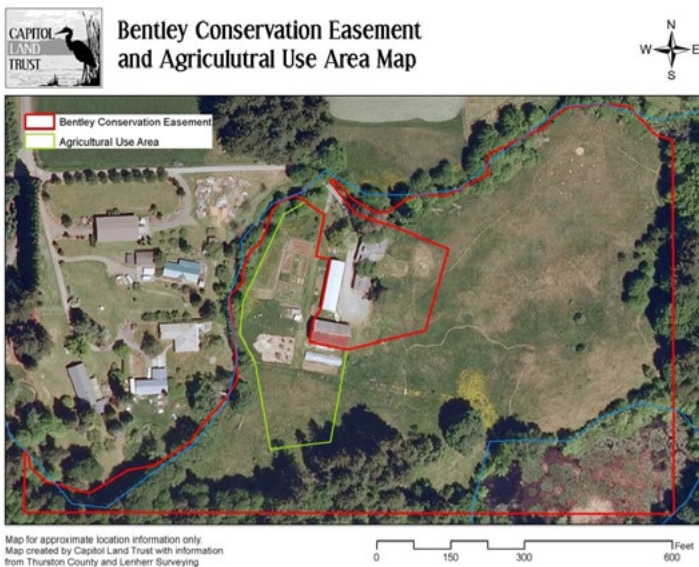 CAPITOL
LAND
TRUST
Bentley Conservation Easement
and Agriculutral Use Area Map
N
W E
S
Bentley Conservation Easement
Agricultural Use Area
Map for approximate location information only.
Map created by Capitol Land Trust with information
from Thurston County and Lenherr Surveying
Feet
0 150 300 600